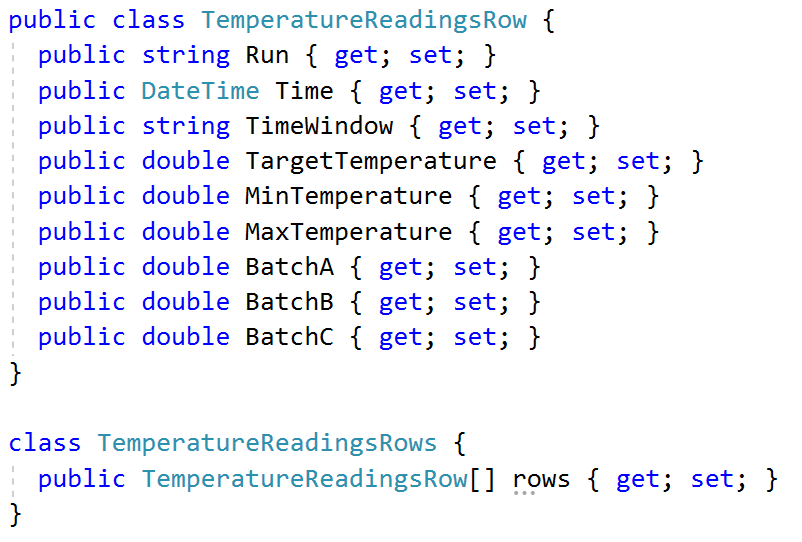 public class TemperatureReadingsRow {
public string Run { get; set; }
public DateTime Time { get; set; }
public string TimeWindow { get; set; }
public double TargetTemperature { get; set; }
public double MinTemperature { get; set; }
public double MaxTemperature { get; set; }
public double BatchA { get; set; }
public double BatchB { get; set; }
public double BatchC { get; set; }
}
class TemperatureReadingsRows {
public TemperatureReadingsRow[] rows { get; set; }
}